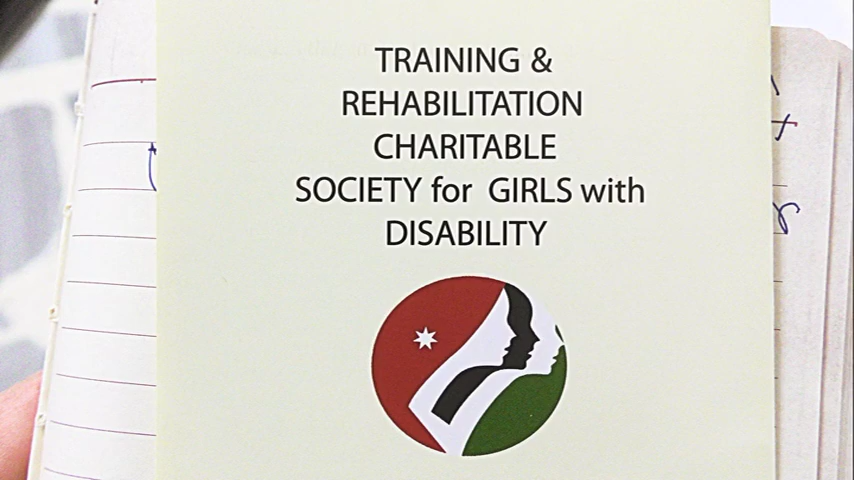 TRAINING &
REHABILITATION
CHARITABLE
SOCIETY for GIRLS with
DISABILITY